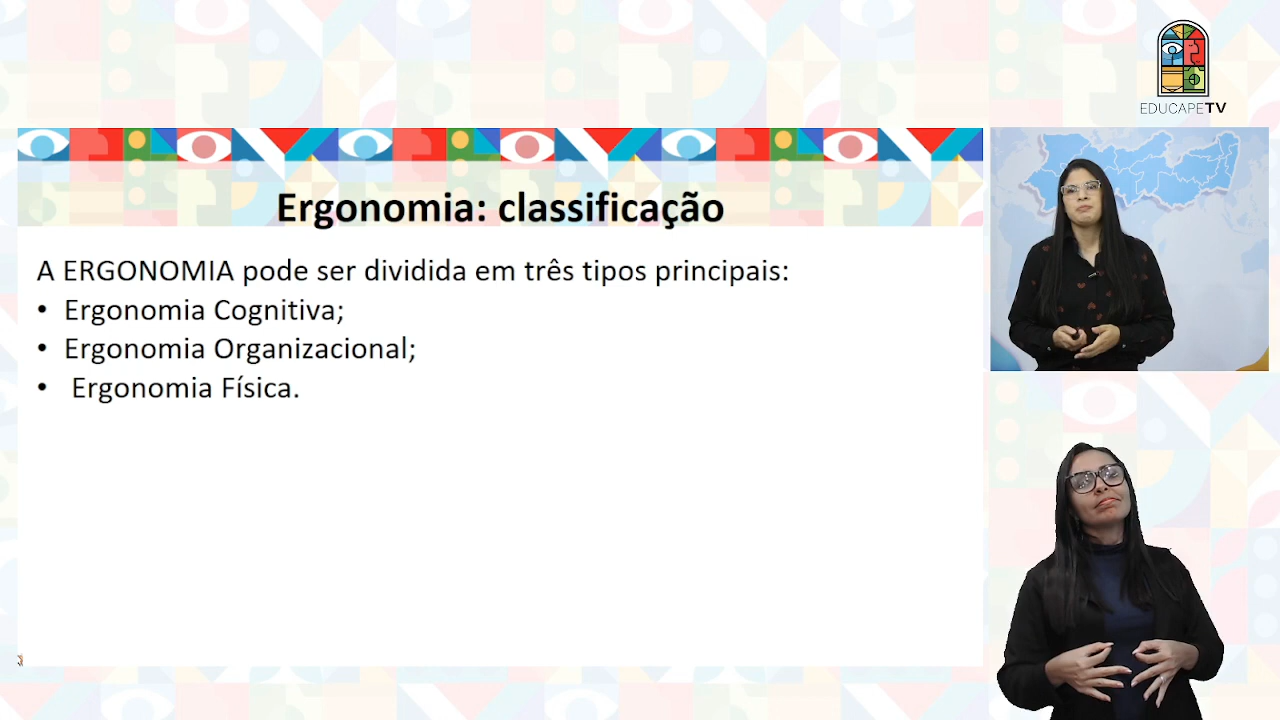 EDUCAPETV
Ergonomia: classificação
A ERGONOMIA pode ser dividida em três tipos principais:
• Ergonomia Cognitiva;
• Ergonomia Organizacional;
• Ergonomia Física.